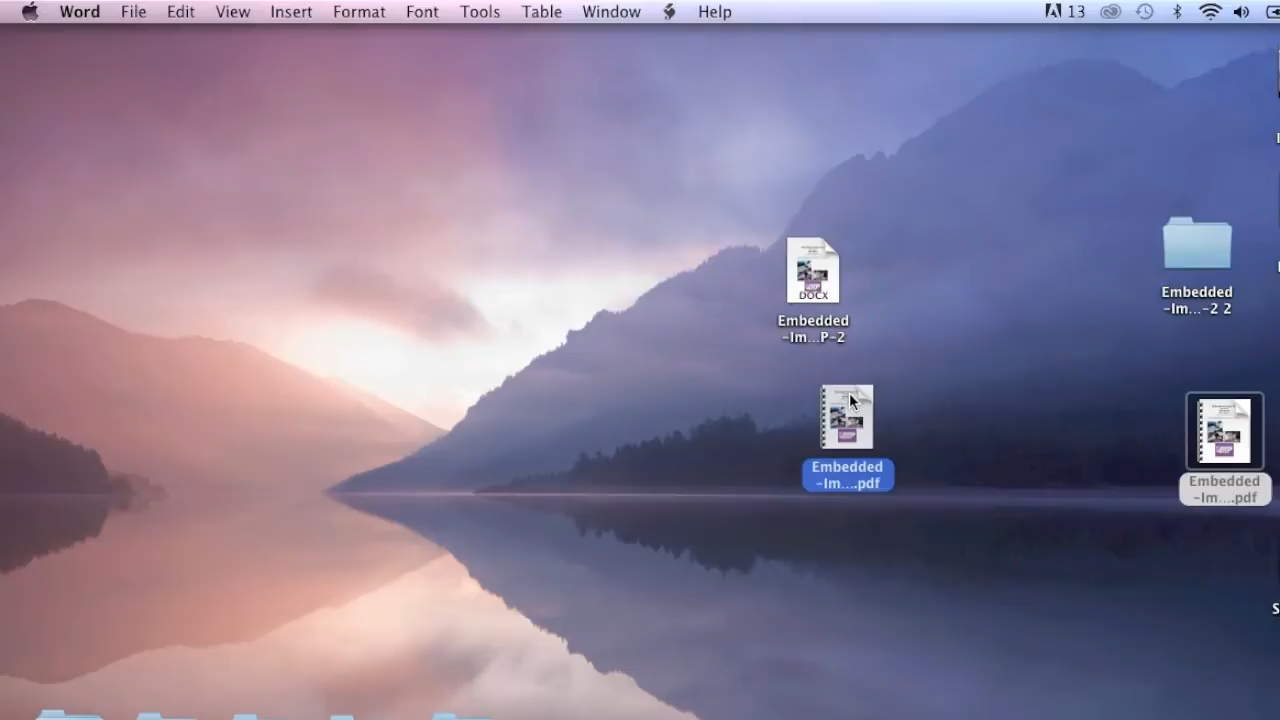 Word File Edit View Insert Format Font Tools Table Window Help 13
DOCX
Embedded
-Im...P-2
Embedded
-Im...-2 2
Embedded
-Im....pdf
Embedded
-Im....pdf
S